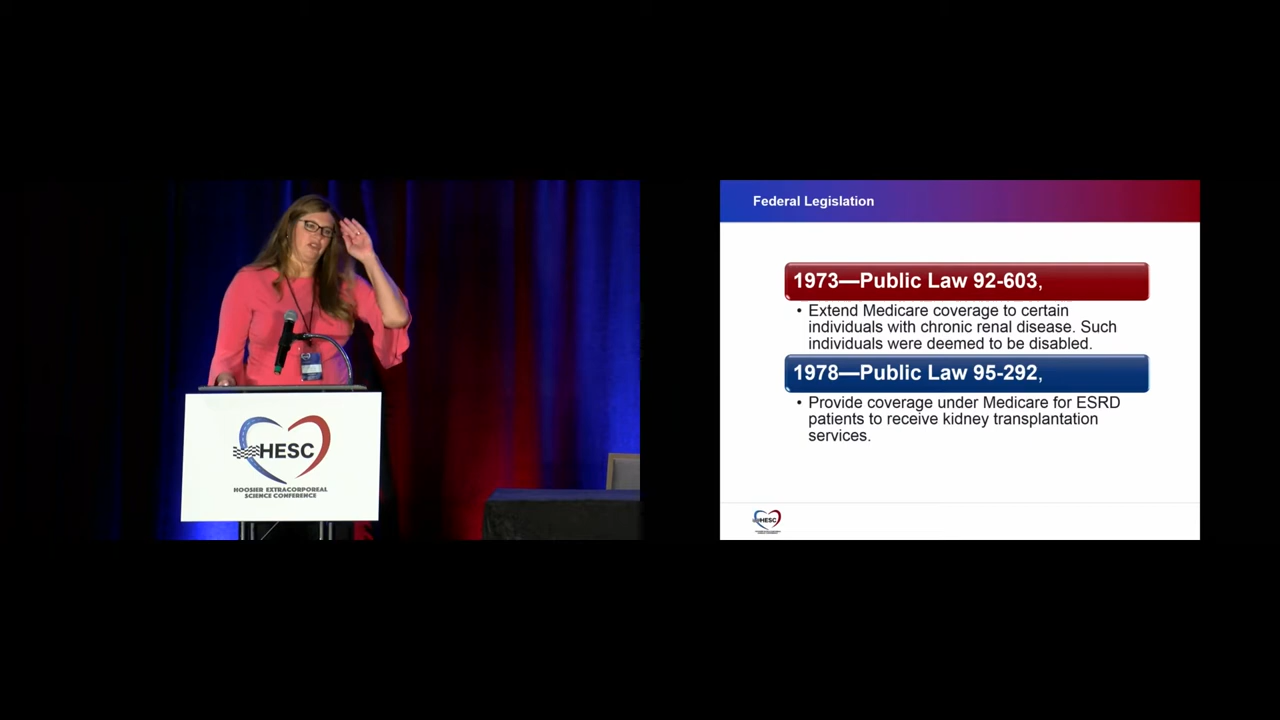 HESC
HOOSIER EXTRACORPOREAL
SCIENCE CONFERENCE
Federal Legislation
1973—Public Law 92-603,
• Extend Medicare coverage to certain
individuals with chronic renal disease. Such
individuals were deemed to be disabled.
1978—Public Law 95-292,
• Provide coverage under Medicare for ESRD
patients to receive kidney transplantation
services.
HESC